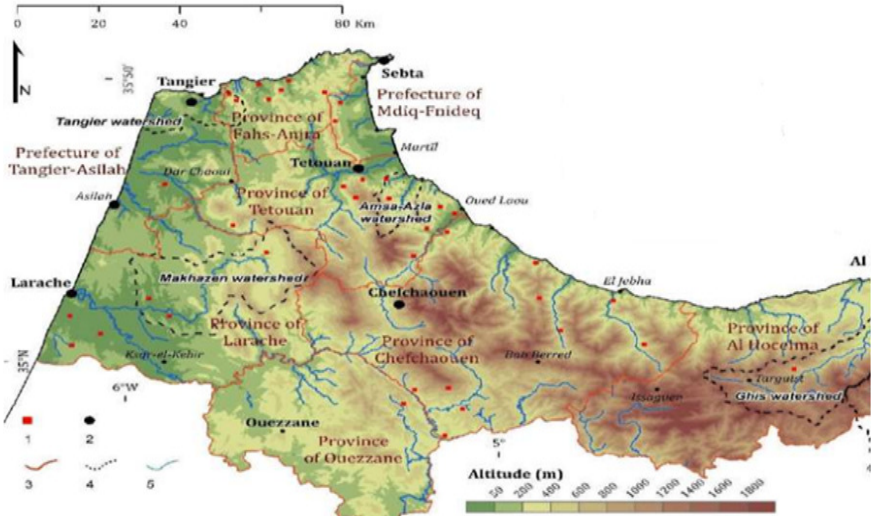 0 20 40 60 80 Km
N
35°50'
Tangier
Sebta
Prefecture of
Mdiq-Fnideq
Tangier watershed
Province of
Fahs-Anjra
Martil
Prefecture of
Tangier-Asilah
Dar Chaoui
Tetouan
Asilah
Province of
Tetouan
Amsa-Azla
watershed
Oued Laou
Makhazen watershed
Larache
El Jebha
Al
Chefchaouen
Province of
Larache
Province of
Chefchaouen
Province of
Al Hoceima
35°N
Ksar-el-Kebir
Bab Berred
Targuist
6°W
Issaguen
Ghis watershed
Ouezzane
Province
of Ouezzane
5°
4
1 2
3 4 5
Altitude (m)
50 200 400 600 800 1000 1200 1400 1600 1800